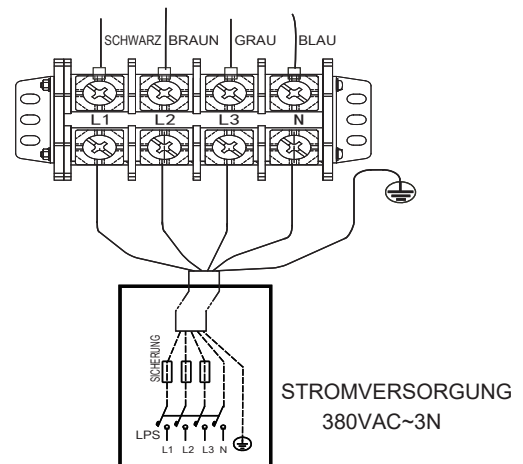 SCHWARZ BRAUN GRAU BLAU
L1 L2 L3 N
SICHERUNG
LPS
L1 L2 L3 N
STROMVERSORGUNG
380VAC~3N